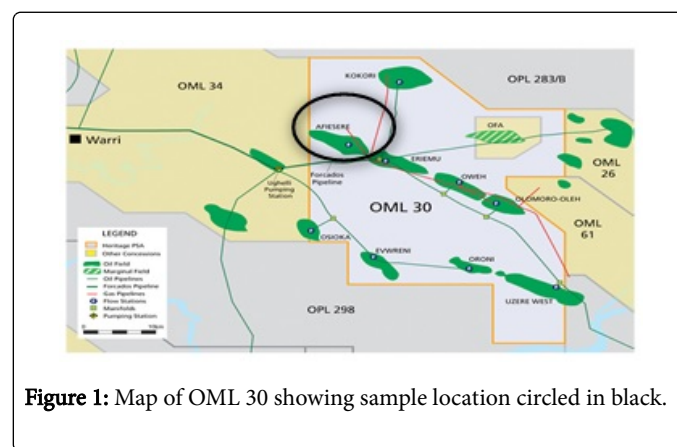 KOKORI
OPL 283/B
OML 34
AFIESERE
OFA
Warri
ERIEMU
OML
26
Ughelli
Pumping
Station
Forcados
Pipeline
OWEH
OLOMORO-OLEH
OML 30
OML
61
LEGEND
Heritage PSA
Other Concessions
Oil Field
Marginal Field
Oil Pipelines
Forcados Pipeline
Gas Pipelines
Flow Stations
Manifolds
Pumping Station
0
10km
OSIOKA
EVWRENI
ORONI
UZERE WEST
OPL 298
Figure 1: Map of OML 30 showing sample location circled in black.